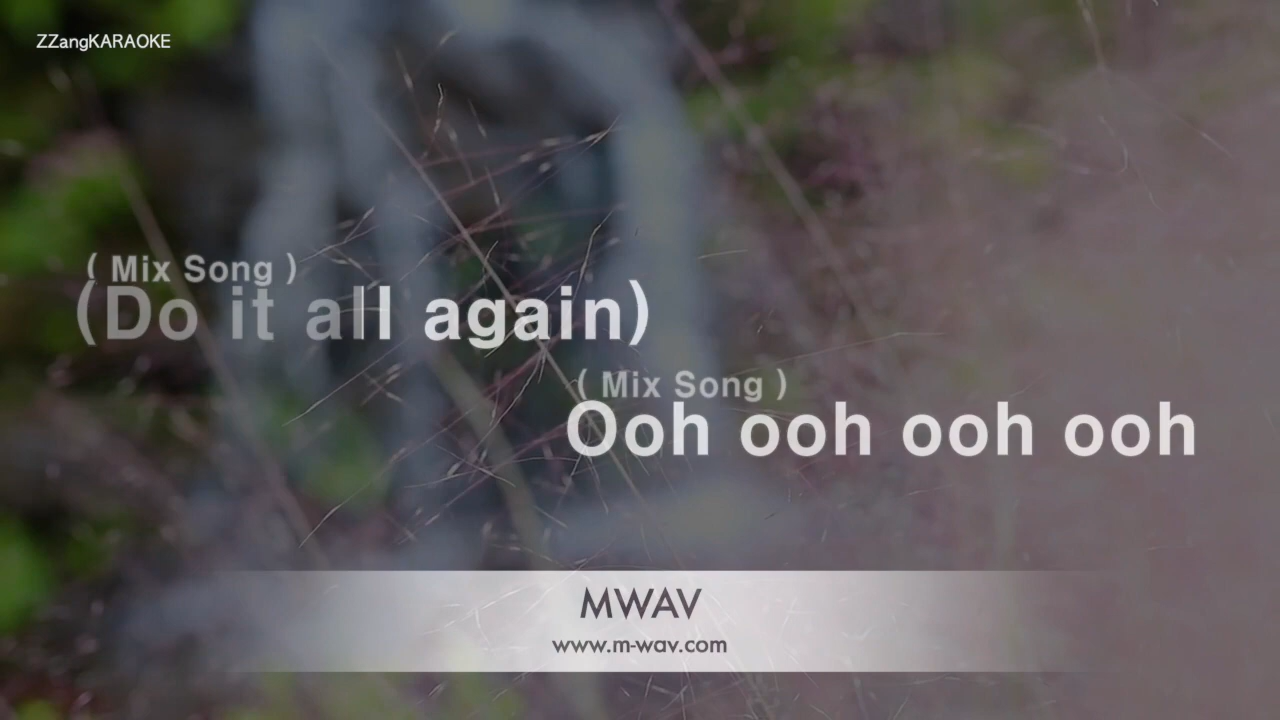 ZZangKARAOKE
( Mix Song )
(Do it all again)
( Mix Song )
Ooh ooh ooh ooh
MWAV
www.m-wav.com